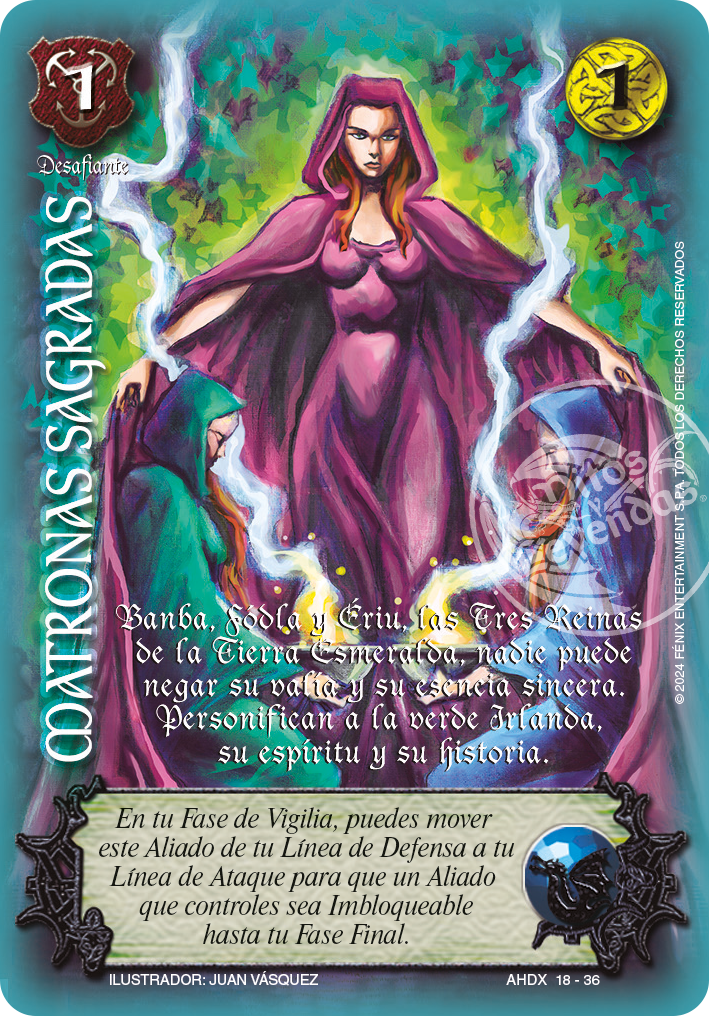 1
1
Desafiante
MATRONAS SAGRADAS
Banba, Fódla y Ériu, las Tres Reinas
de la Tierra Esmeralda, nadie puede
negar su valía y su esencia sincera.
Personifican a la verde Irlanda,
su espíritu y su historia.
© 2024 FÉNIX ENTERTAINMENT S.P.A. TODOS LOS DERECHOS RESERVADOS
Mitos y Leyendas ®
En tu Fase de Vigilia, puedes mover
este Aliado de tu Línea de Defensa a tu
Línea de Ataque para que un Aliado
que controles sea Imbloqueable
hasta tu Fase Final.
ILUSTRADOR: JUAN VÁSQUEZ
AHDX 18 - 36